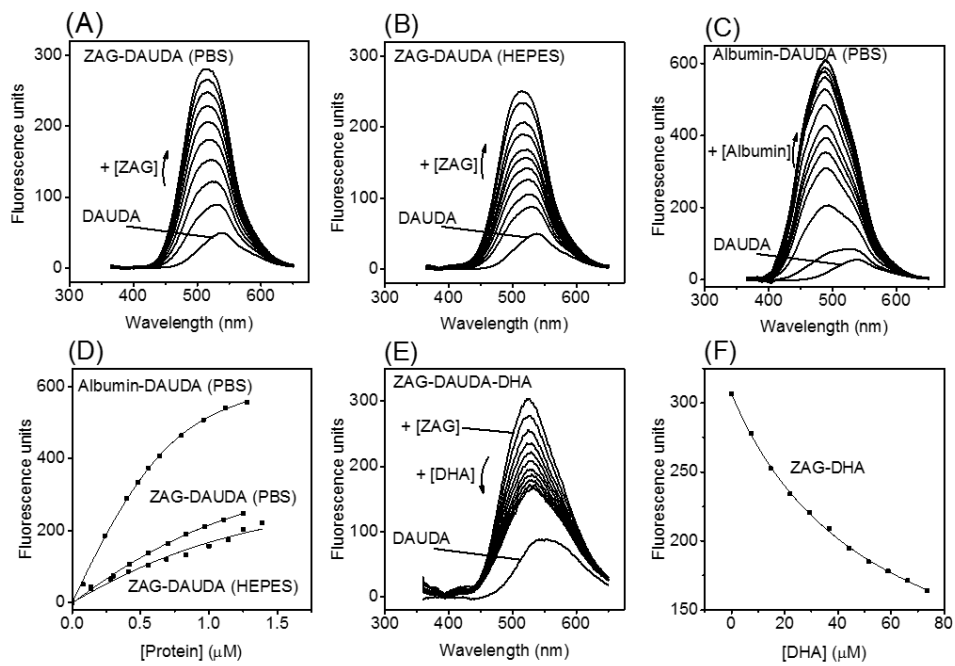 (A)
ZAG-DAUDA (PBS)
Fluorescence units
300
200
100
0
+ [ZAG]
DAUDA
300 400 500 600
Wavelength (nm)
(B)
ZAG-DAUDA (HEPES)
Fluorescence units
300
200
100
0
+ [ZAG]
DAUDA
300 400 500 600
Wavelength (nm)
(C)
Albumin-DAUDA (PBS)
Fluorescence units
600
400
200
0
+ [Albumin]
DAUDA
300 400 500 600
Wavelength (nm)
(D)
Albumin-DAUDA (PBS)
Fluorescence units
600
400
200
0
ZAG-DAUDA (PBS)
ZAG-DAUDA (HEPES)
0.0 0.5 1.0 1.5
[Protein] (μM)
(E)
ZAG-DAUDA-DHA
Fluorescence units
300
200
100
0
+ [ZAG]
+ [DHA]
DAUDA
300 400 500 600
Wavelength (nm)
(F)
Fluorescence units
300
250
200
150
ZAG-DHA
0 20 40 60 80
[DHA] (μM)